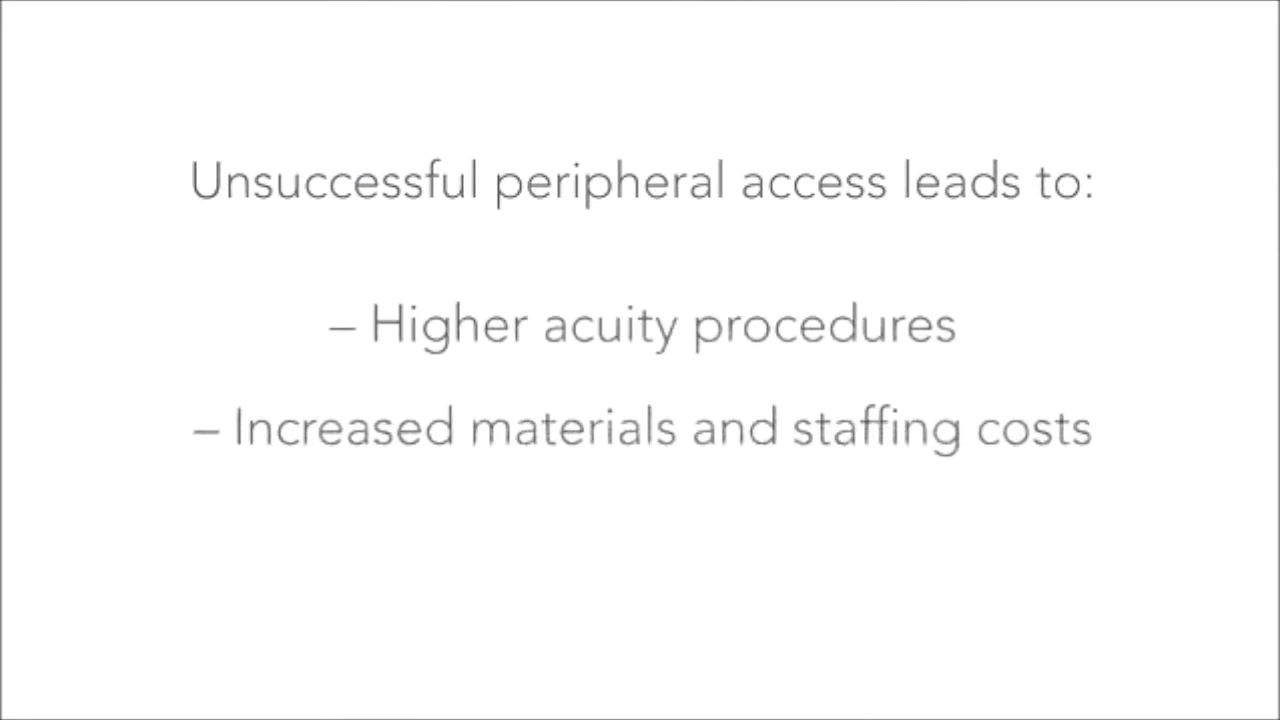 Unsuccessful peripheral access leads to:
– Higher acuity procedures
– Increased materials and staffing costs